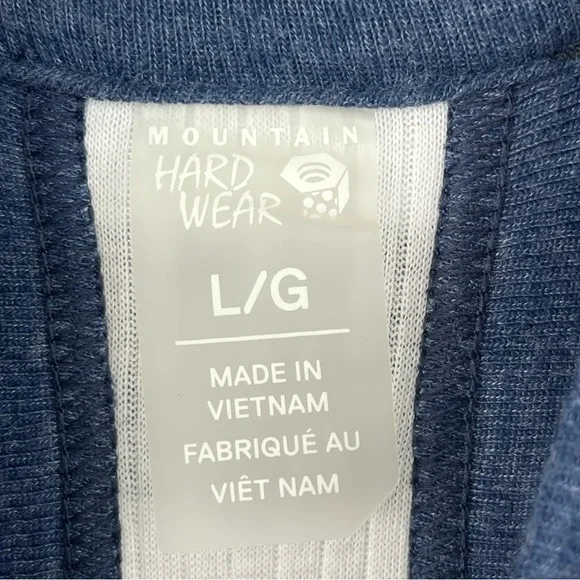 MOUNTAIN
HARD
WEAR
L/G
MADE IN
VIETNAM
FABRIQUÉ AU
VIÊT NAM